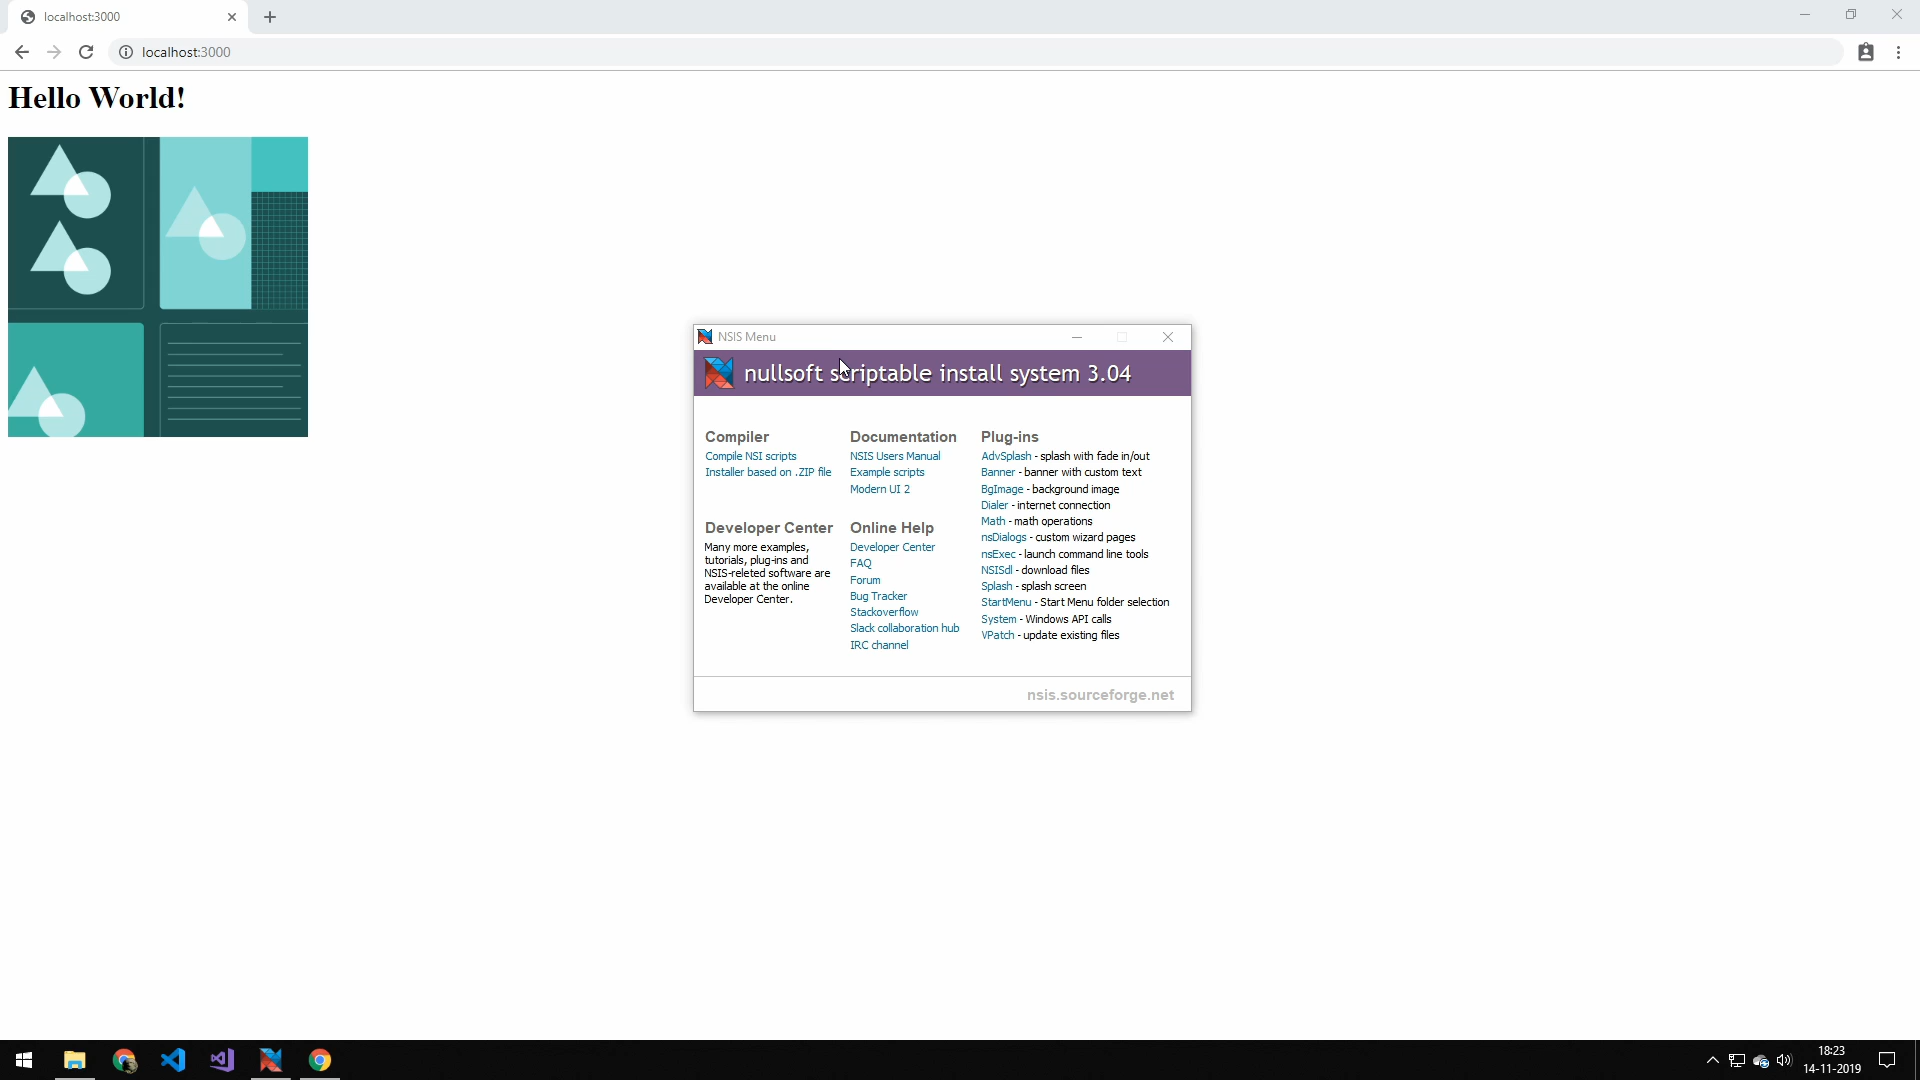 localhost:3000
localhost:3000
Hello World!
NSIS Menu
nullsoft scriptable install system 3.04
Compiler
Compile NSI scripts
Installer based on .ZIP file
Documentation
NSIS Users Manual
Example scripts
Modern UI 2
Plug-ins
AdvSplash - splash with fade in/out
Banner - banner with custom text
BgImage - background image
Dialer - internet connection
Math - math operations
nsDialogs - custom wizard pages
nsExec - launch command line tools
NSISdl - download files
Splash - splash screen
StartMenu - Start Menu folder selection
System - Windows API calls
VPatch - update existing files
Developer Center
Many more examples,
tutorials, plug-ins and
NSIS-releted software are
available at the online
Developer Center.
Online Help
Developer Center
FAQ
Forum
Bug Tracker
Stackoverflow
Slack collaboration hub
IRC channel
nsis.sourceforge.net
18:23
14-11-2019